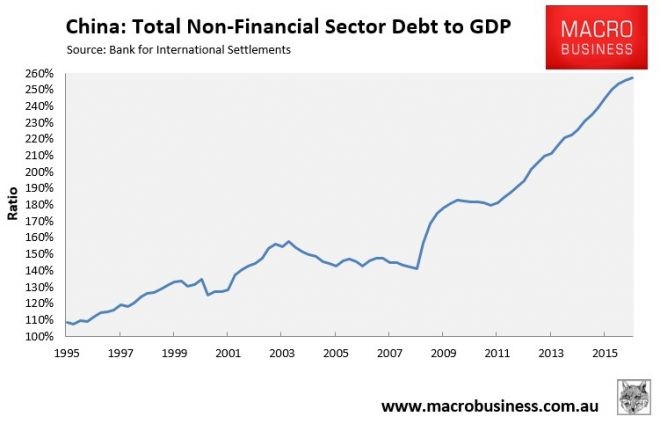 China: Total Non-Financial Sector Debt to GDP
Source: Bank for International Settlements
MACRO
BUSINESS
260%
250%
240%
230%
220%
210%
200%
190%
180%
170%
160%
150%
140%
130%
120%
110%
100%
Ratio
1995 1997 1999 2001 2003 2005 2007 2009 2011 2013 2015
www.macrobusiness.com.au